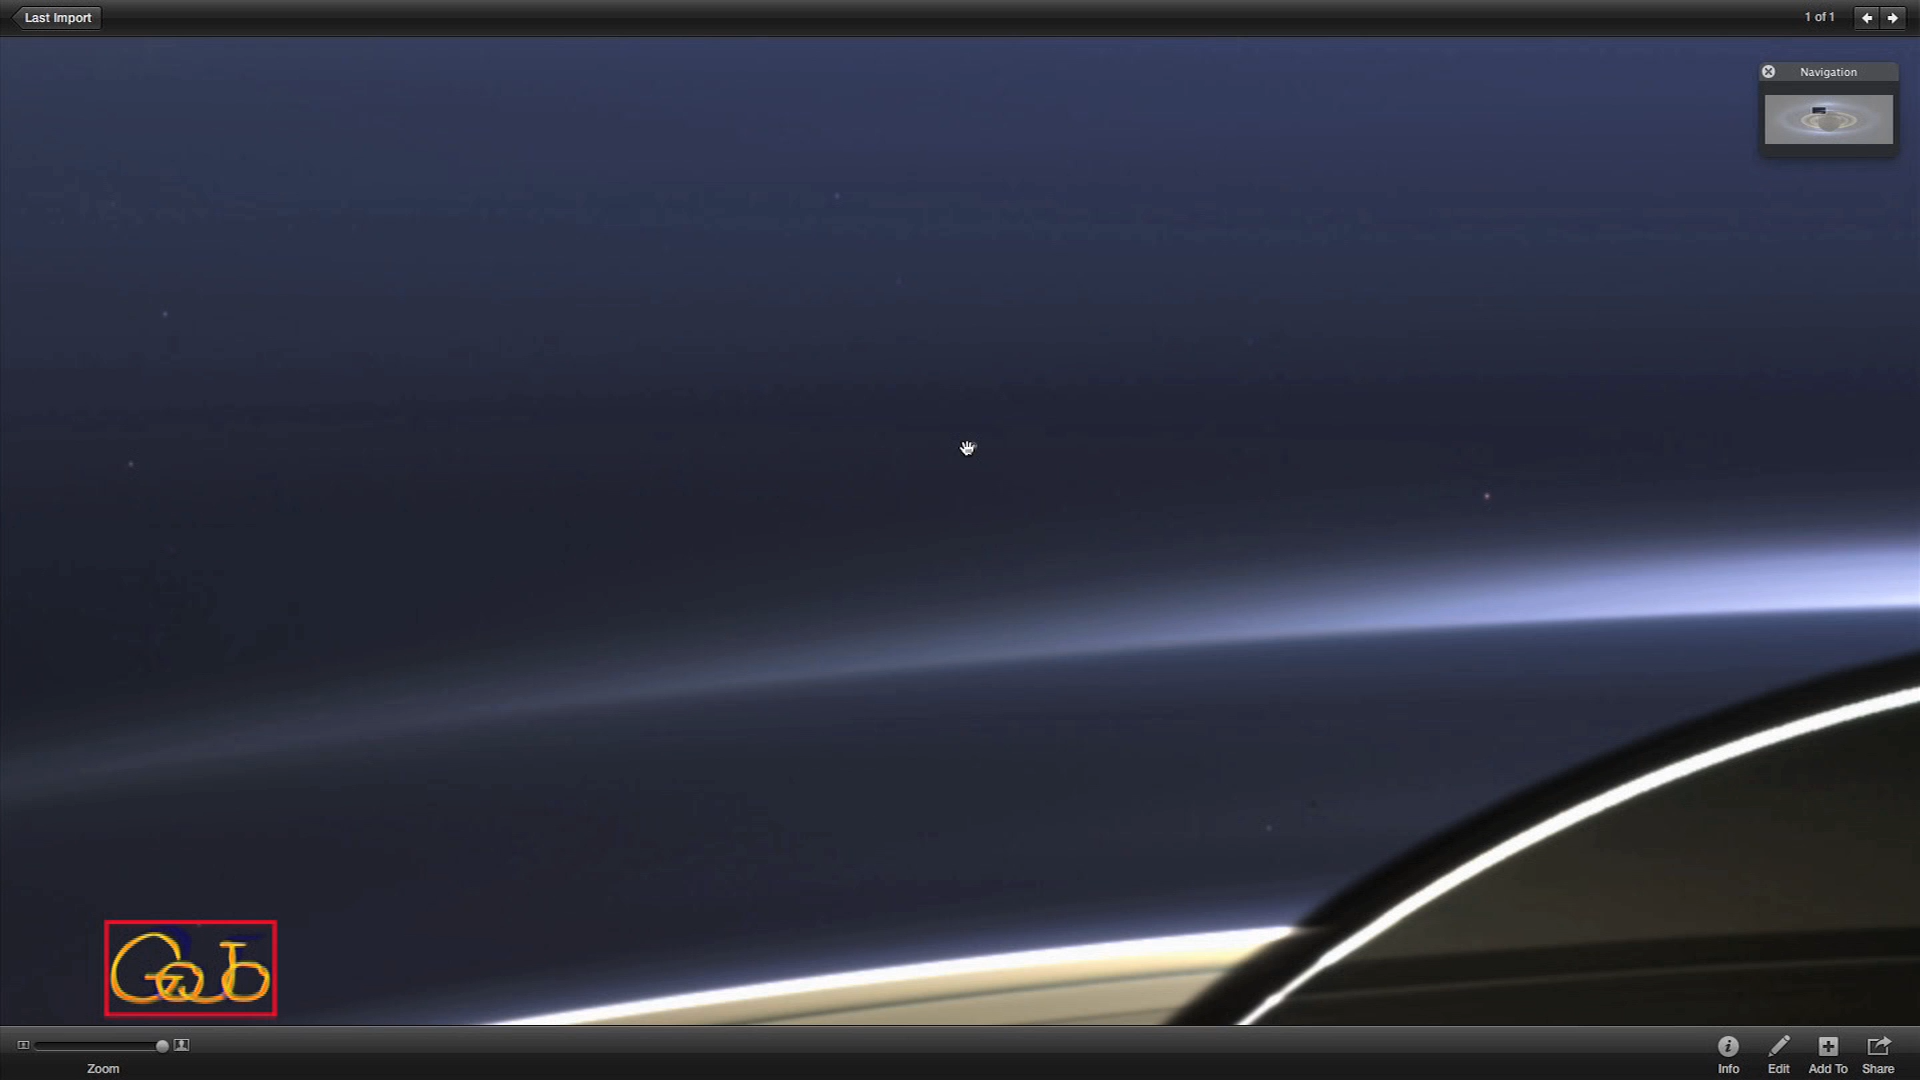 Last Import
1 of 1
Navigation
Zoom
Info
Edit
Add To
Share